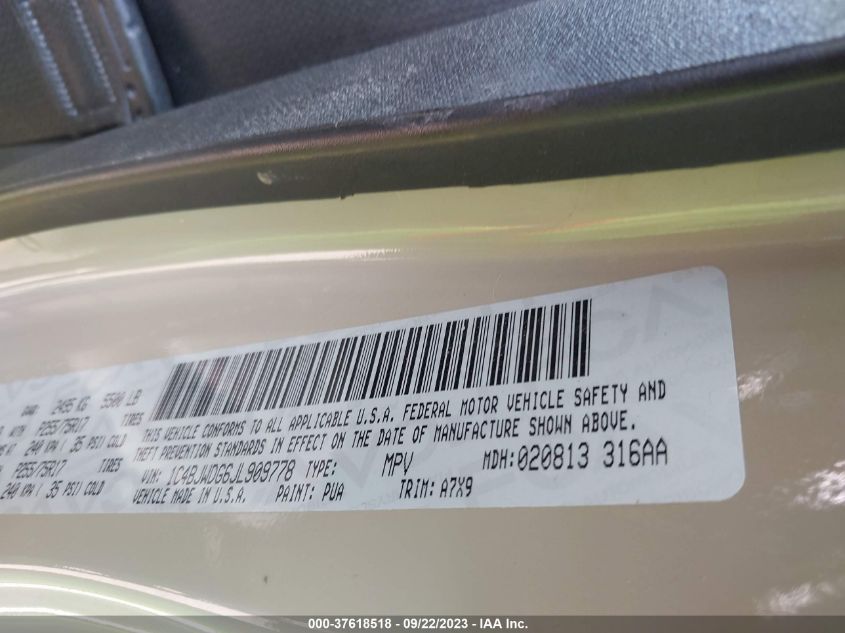 2495 KG 5500 LB
P255/75R17 TIRES
240 KPA / 35 PSI/ COLD
P255/75R17 TIRES
240 KPA / 35 PSI/ COLD
THIS VEHICLE CONFORMS TO ALL APPLICABLE U.S.A. FEDERAL MOTOR VEHICLE SAFETY AND
THEFT PREVENTION STANDARDS IN EFFECT ON THE DATE OF MANUFACTURE SHOWN ABOVE.
VIN: 1C4BJWDG6JL909778 TYPE: MPV MDH:020813 316AA
VEHICLE MADE IN U.S.A. PAINT: PUA TRIM: A7X9
000-37618518 - 09/22/2023 - IAA Inc.